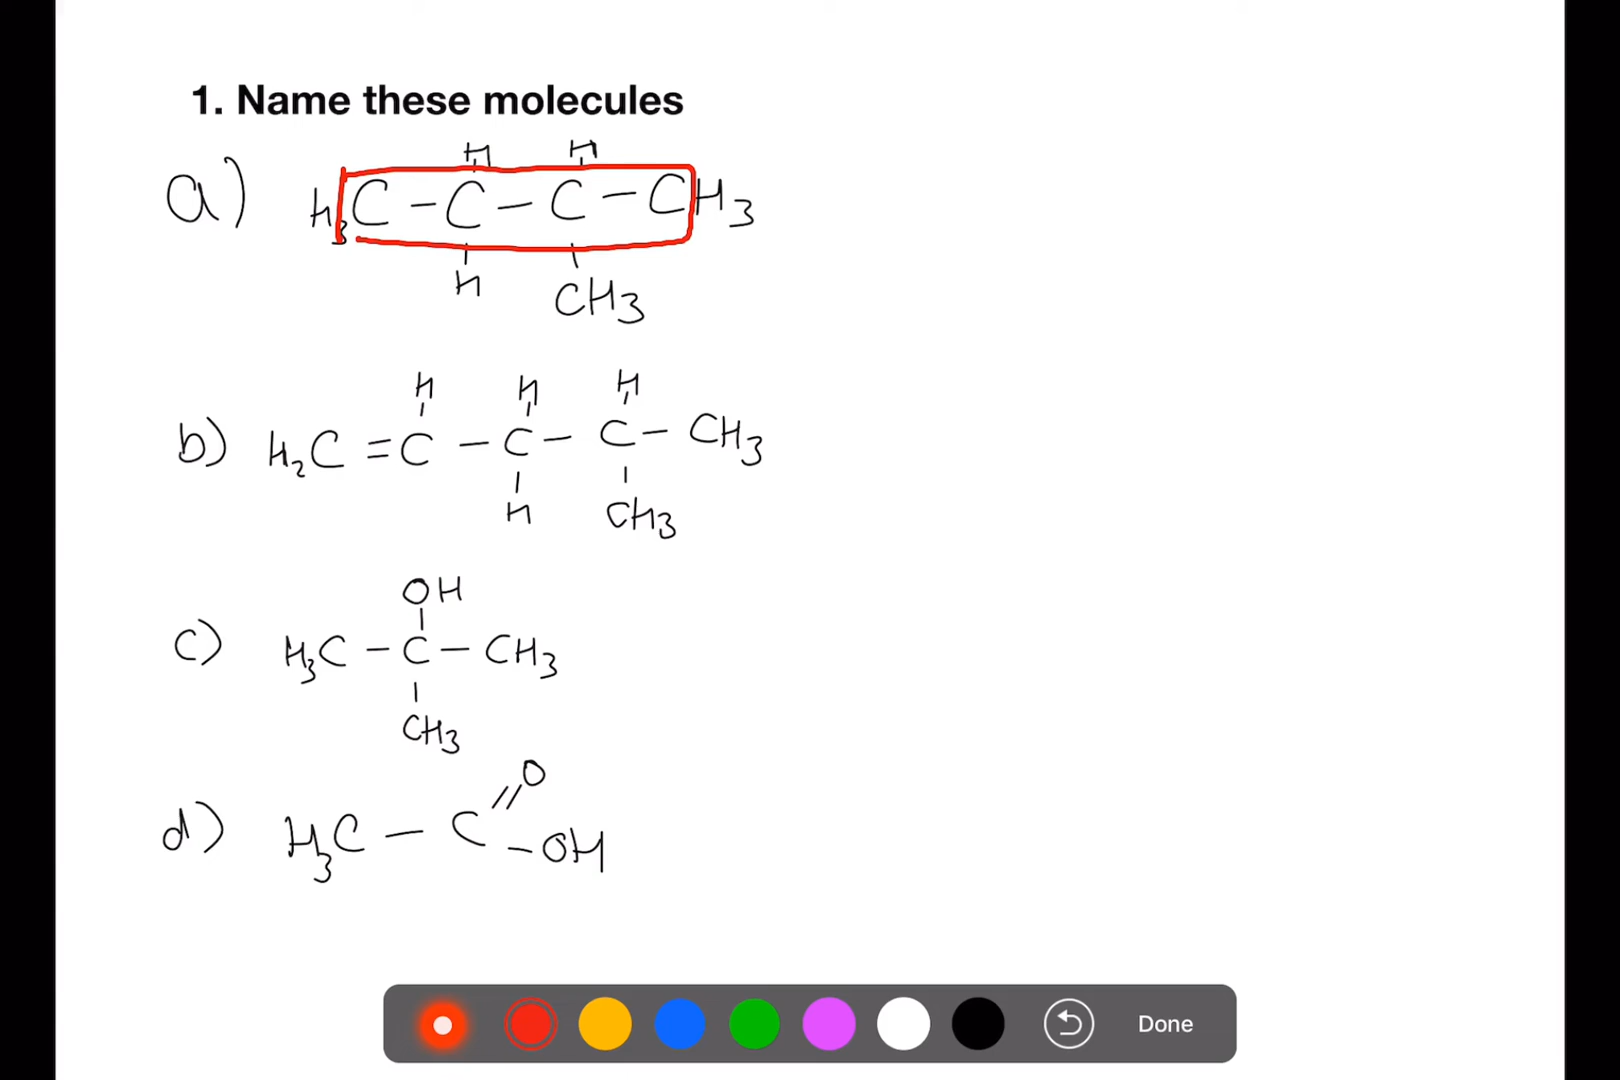 1. Name these molecules
H H
a) H₃C - C - C - CH₃
H CH₃
H H H
b) H₂C = C - C - C - CH₃
H CH₃
OH
c) H₃C - C - CH₃
CH₃
O
d) H₃C - C - OH
Done